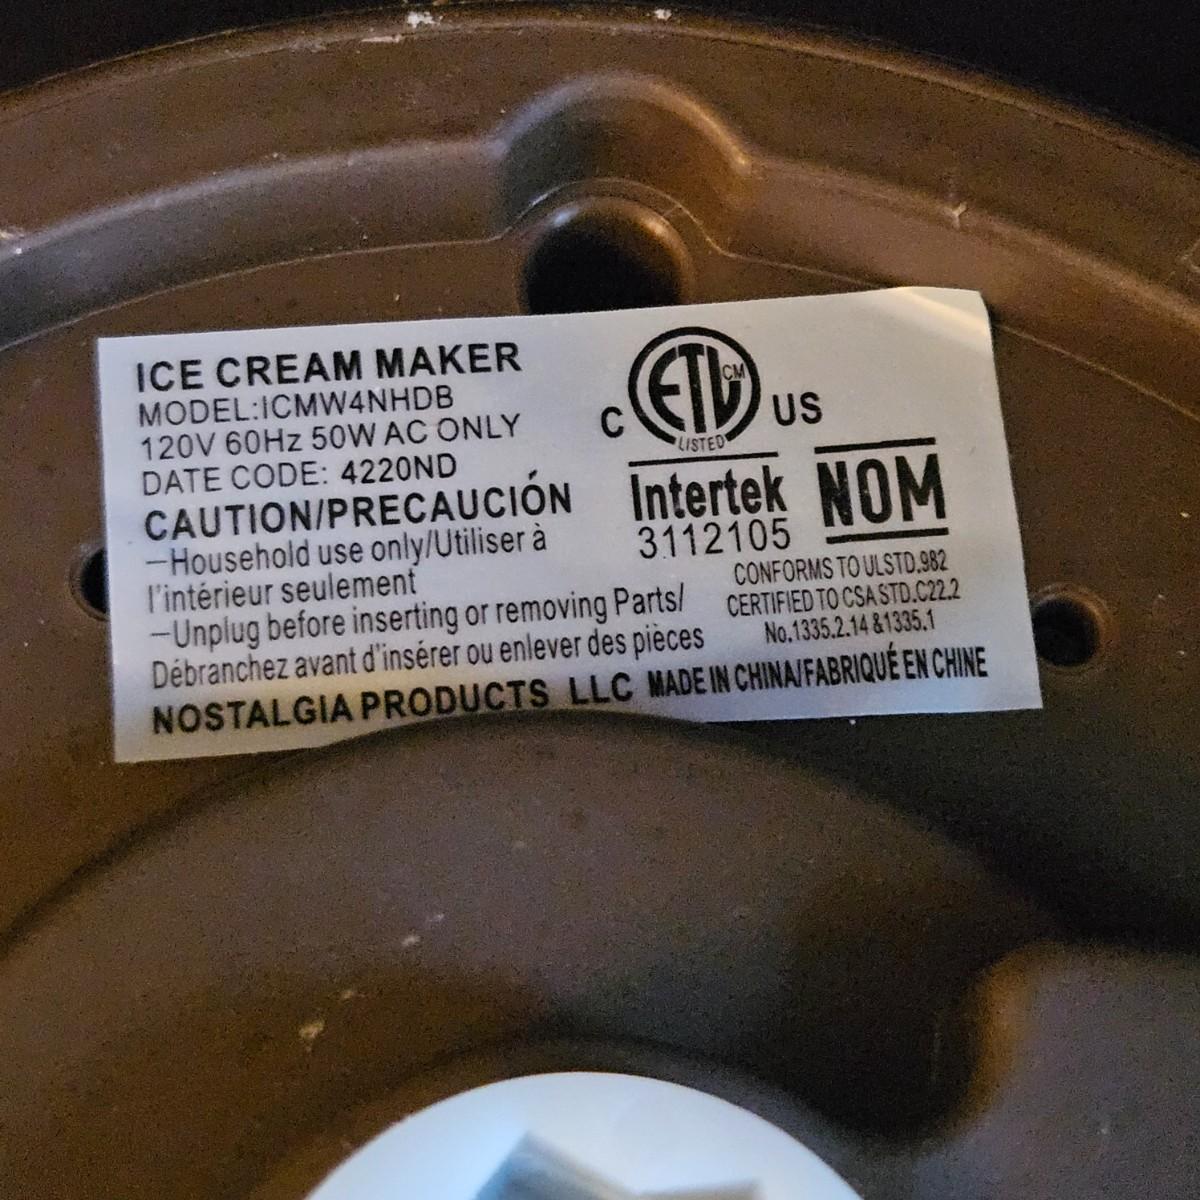 ICE CREAM MAKER
MODEL:ICMW4NHDB
120V 60Hz 50W AC ONLY
DATE CODE: 4220ND
CAUTION/PRECAUCIÓN
—Household use only/Utiliser à
l'intérieur seulement
—Unplug before inserting or removing Parts/
Débranchez avant d'insérer ou enlever des pièces
NOSTALGIA PRODUCTS LLC MADE IN CHINA/FABRIQUÉ EN CHINE
C ETL CM US
LISTED
Intertek
3112105
NOM
CONFORMS TO ULSTD.982
CERTIFIED TO CSA STD.C22.2
No.1335.2.14 &1335.1